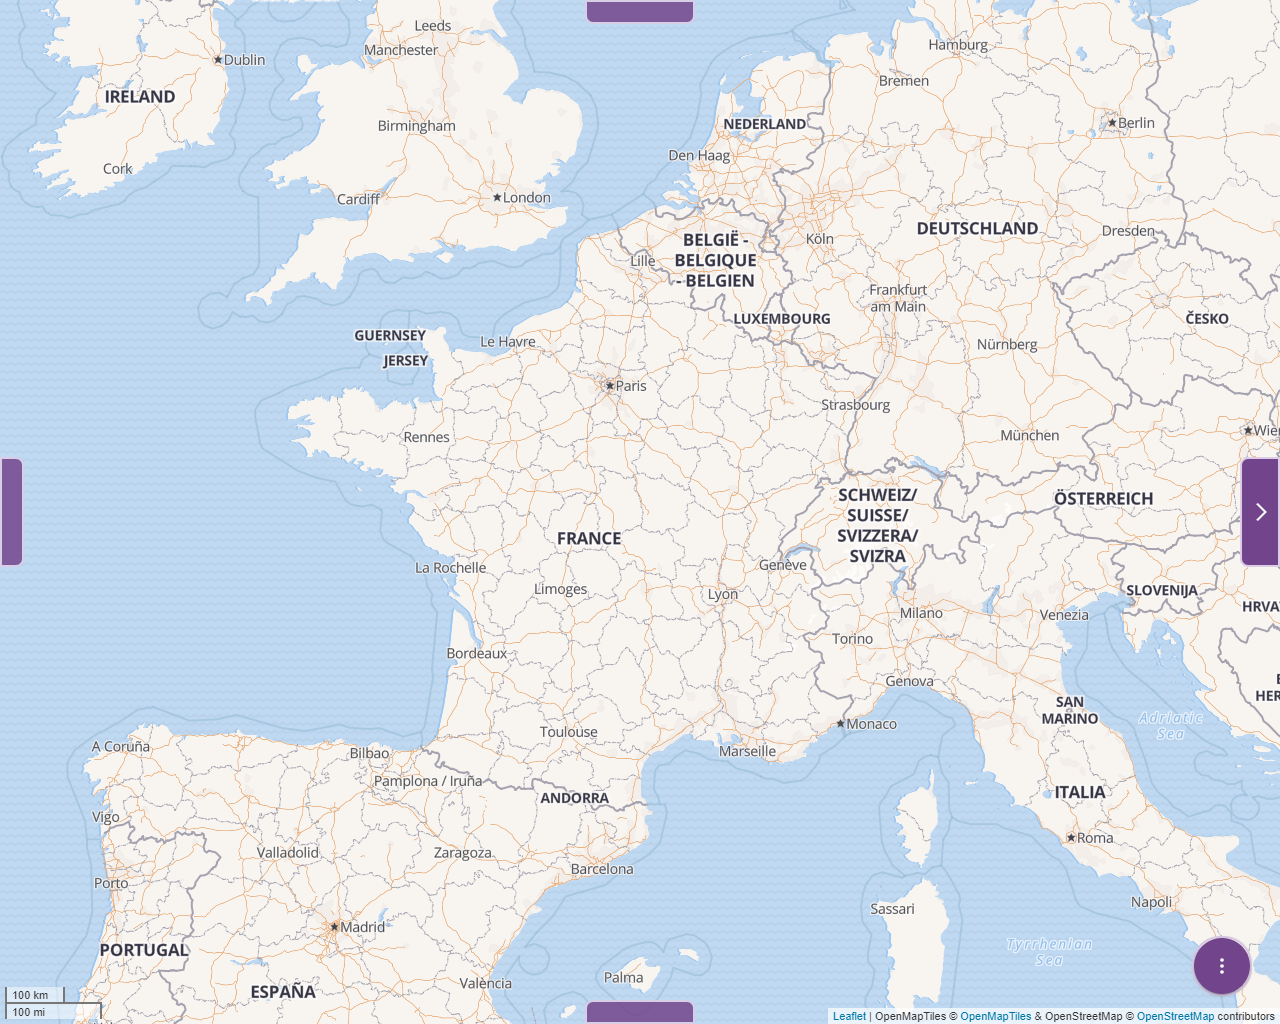 Leeds
Manchester
Dublin
IRELAND
Birmingham
Cork
Cardiff
London
Hamburg
Bremen
Berlin
NEDERLAND
Den Haag
DEUTSCHLAND
Dresden
Köln
BELGIË -
BELGIQUE
- BELGIEN
Lille
Frankfurt
am Main
LUXEMBOURG
ČESKO
GUERNSEY
JERSEY
Le Havre
Nürnberg
Paris
Strasbourg
Rennes
München
Wien
SCHWEIZ/
SUISSE/
SVIZZERA/
SVIZRA
ÖSTERREICH
FRANCE
La Rochelle
Genève
Limoges
Lyon
SLOVENIJA
HRVA
Milano
Venezia
Torino
Bordeaux
Genova
HER
SAN
MARINO
Adriatic
Sea
Monaco
Toulouse
Marseille
A Coruña
Bilbao
Pamplona / Iruña
ANDORRA
ITALIA
Vigo
Roma
Valladolid
Zaragoza
Barcelona
Porto
Napoli
Sassari
Madrid
Tyrrhenian
Sea
PORTUGAL
Palma
València
ESPAÑA
100 km
100 mi
Leaflet | OpenMapTiles © OpenMapTiles & OpenStreetMap © OpenStreetMap contributors